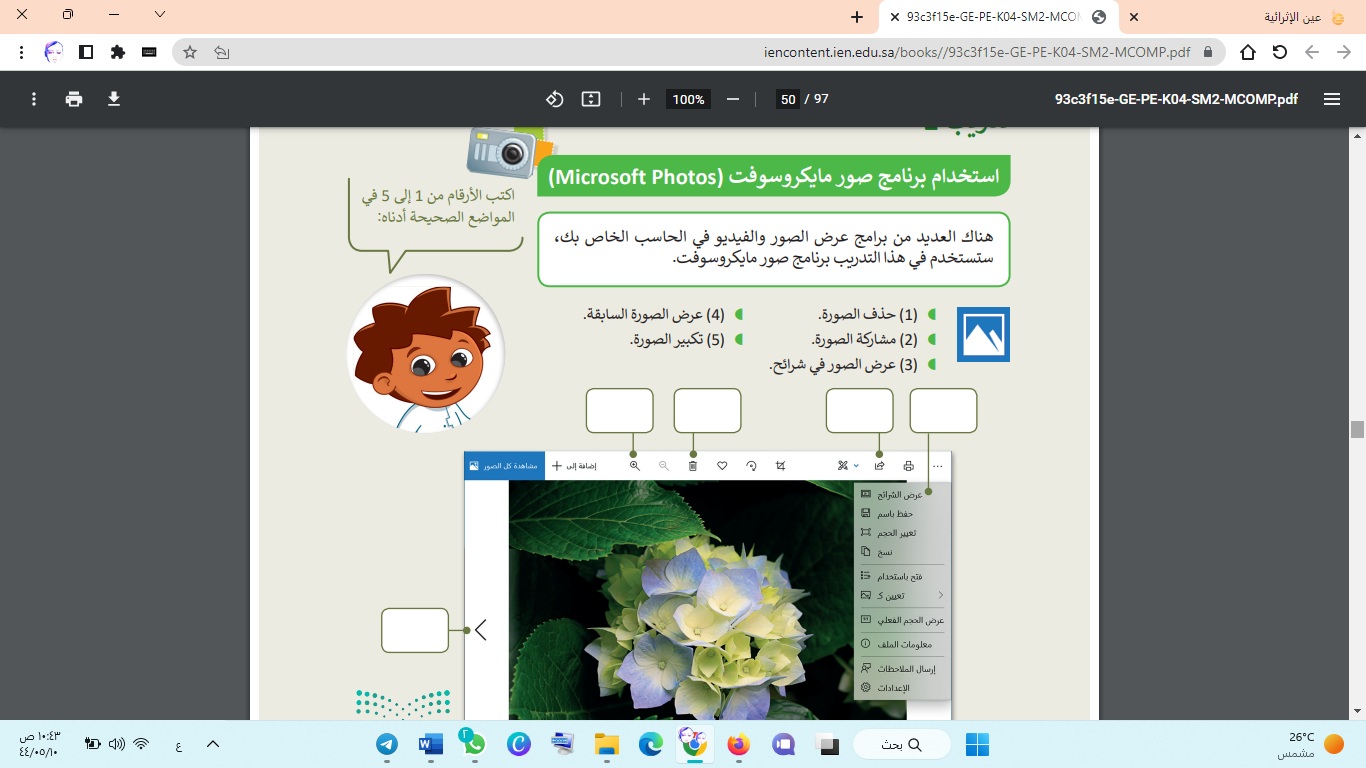 عين الإثرائية
93c3f15e-GE-PE-K04-SM2-MCOM
iencontent.ien.edu.sa/books//93c3f15e-GE-PE-K04-SM2-MCOMP.pdf
93c3f15e-GE-PE-K04-SM2-MCOMP.pdf
50 / 97
100%
استخدام برنامج صور مايكروسوفت (Microsoft Photos)
اكتب الأرقام من 1 إلى 5 في
المواضع الصحيحة أدناه:
هناك العديد من برامج عرض الصور والفيديو في الحاسب الخاص بك،
ستستخدم في هذا التدريب برنامج صور مايكروسوفت.
(1) حذف الصورة.
(2) مشاركة الصورة.
(3) عرض الصور في شرائح.
(4) عرض الصورة السابقة.
(5) تكبير الصورة.
مشاهدة كل الصور
إضافة إلى
عرض الشرائح
حفظ باسم
تغيير الحجم
نسخ
فتح باستخدام
تعيين كـ
عرض الحجم الفعلي
معلومات الملف
إرسال الملاحظات
الإعدادات
26°C
مشمس
بحث
٢
ع
١٠:٤٣ ص
٤٤/٠٥/١٠